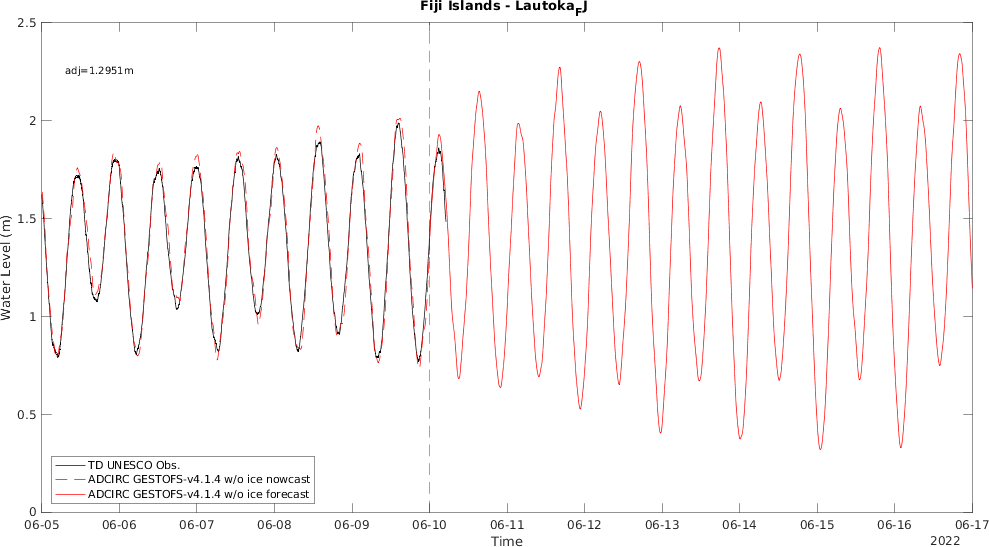 Fiji Islands - Lautoka_FJ
adj=1.2951m
2.5
2
1.5
1
0.5
0
Water Level (m)
TD UNESCO Obs.
ADCIRC GESTOFS-v4.1.4 w/o ice nowcast
ADCIRC GESTOFS-v4.1.4 w/o ice forecast
06-05 06-06 06-07 06-08 06-09 06-10 06-11 06-12 06-13 06-14 06-15 06-16 06-17
Time
2022